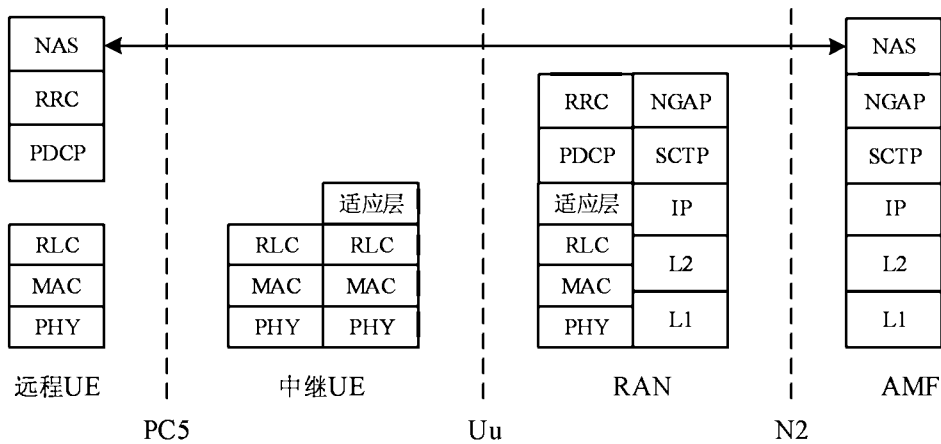 NAS
RRC
PDCP
RLC
MAC
PHY
远程UE
适应层
RLC RLC
MAC MAC
PHY PHY
中继UE
RRC NGAP
PDCP SCTP
适应层 IP
RLC
MAC L2
PHY L1
RAN
NAS
NGAP
SCTP
IP
L2
L1
AMF
PC5 Uu N2